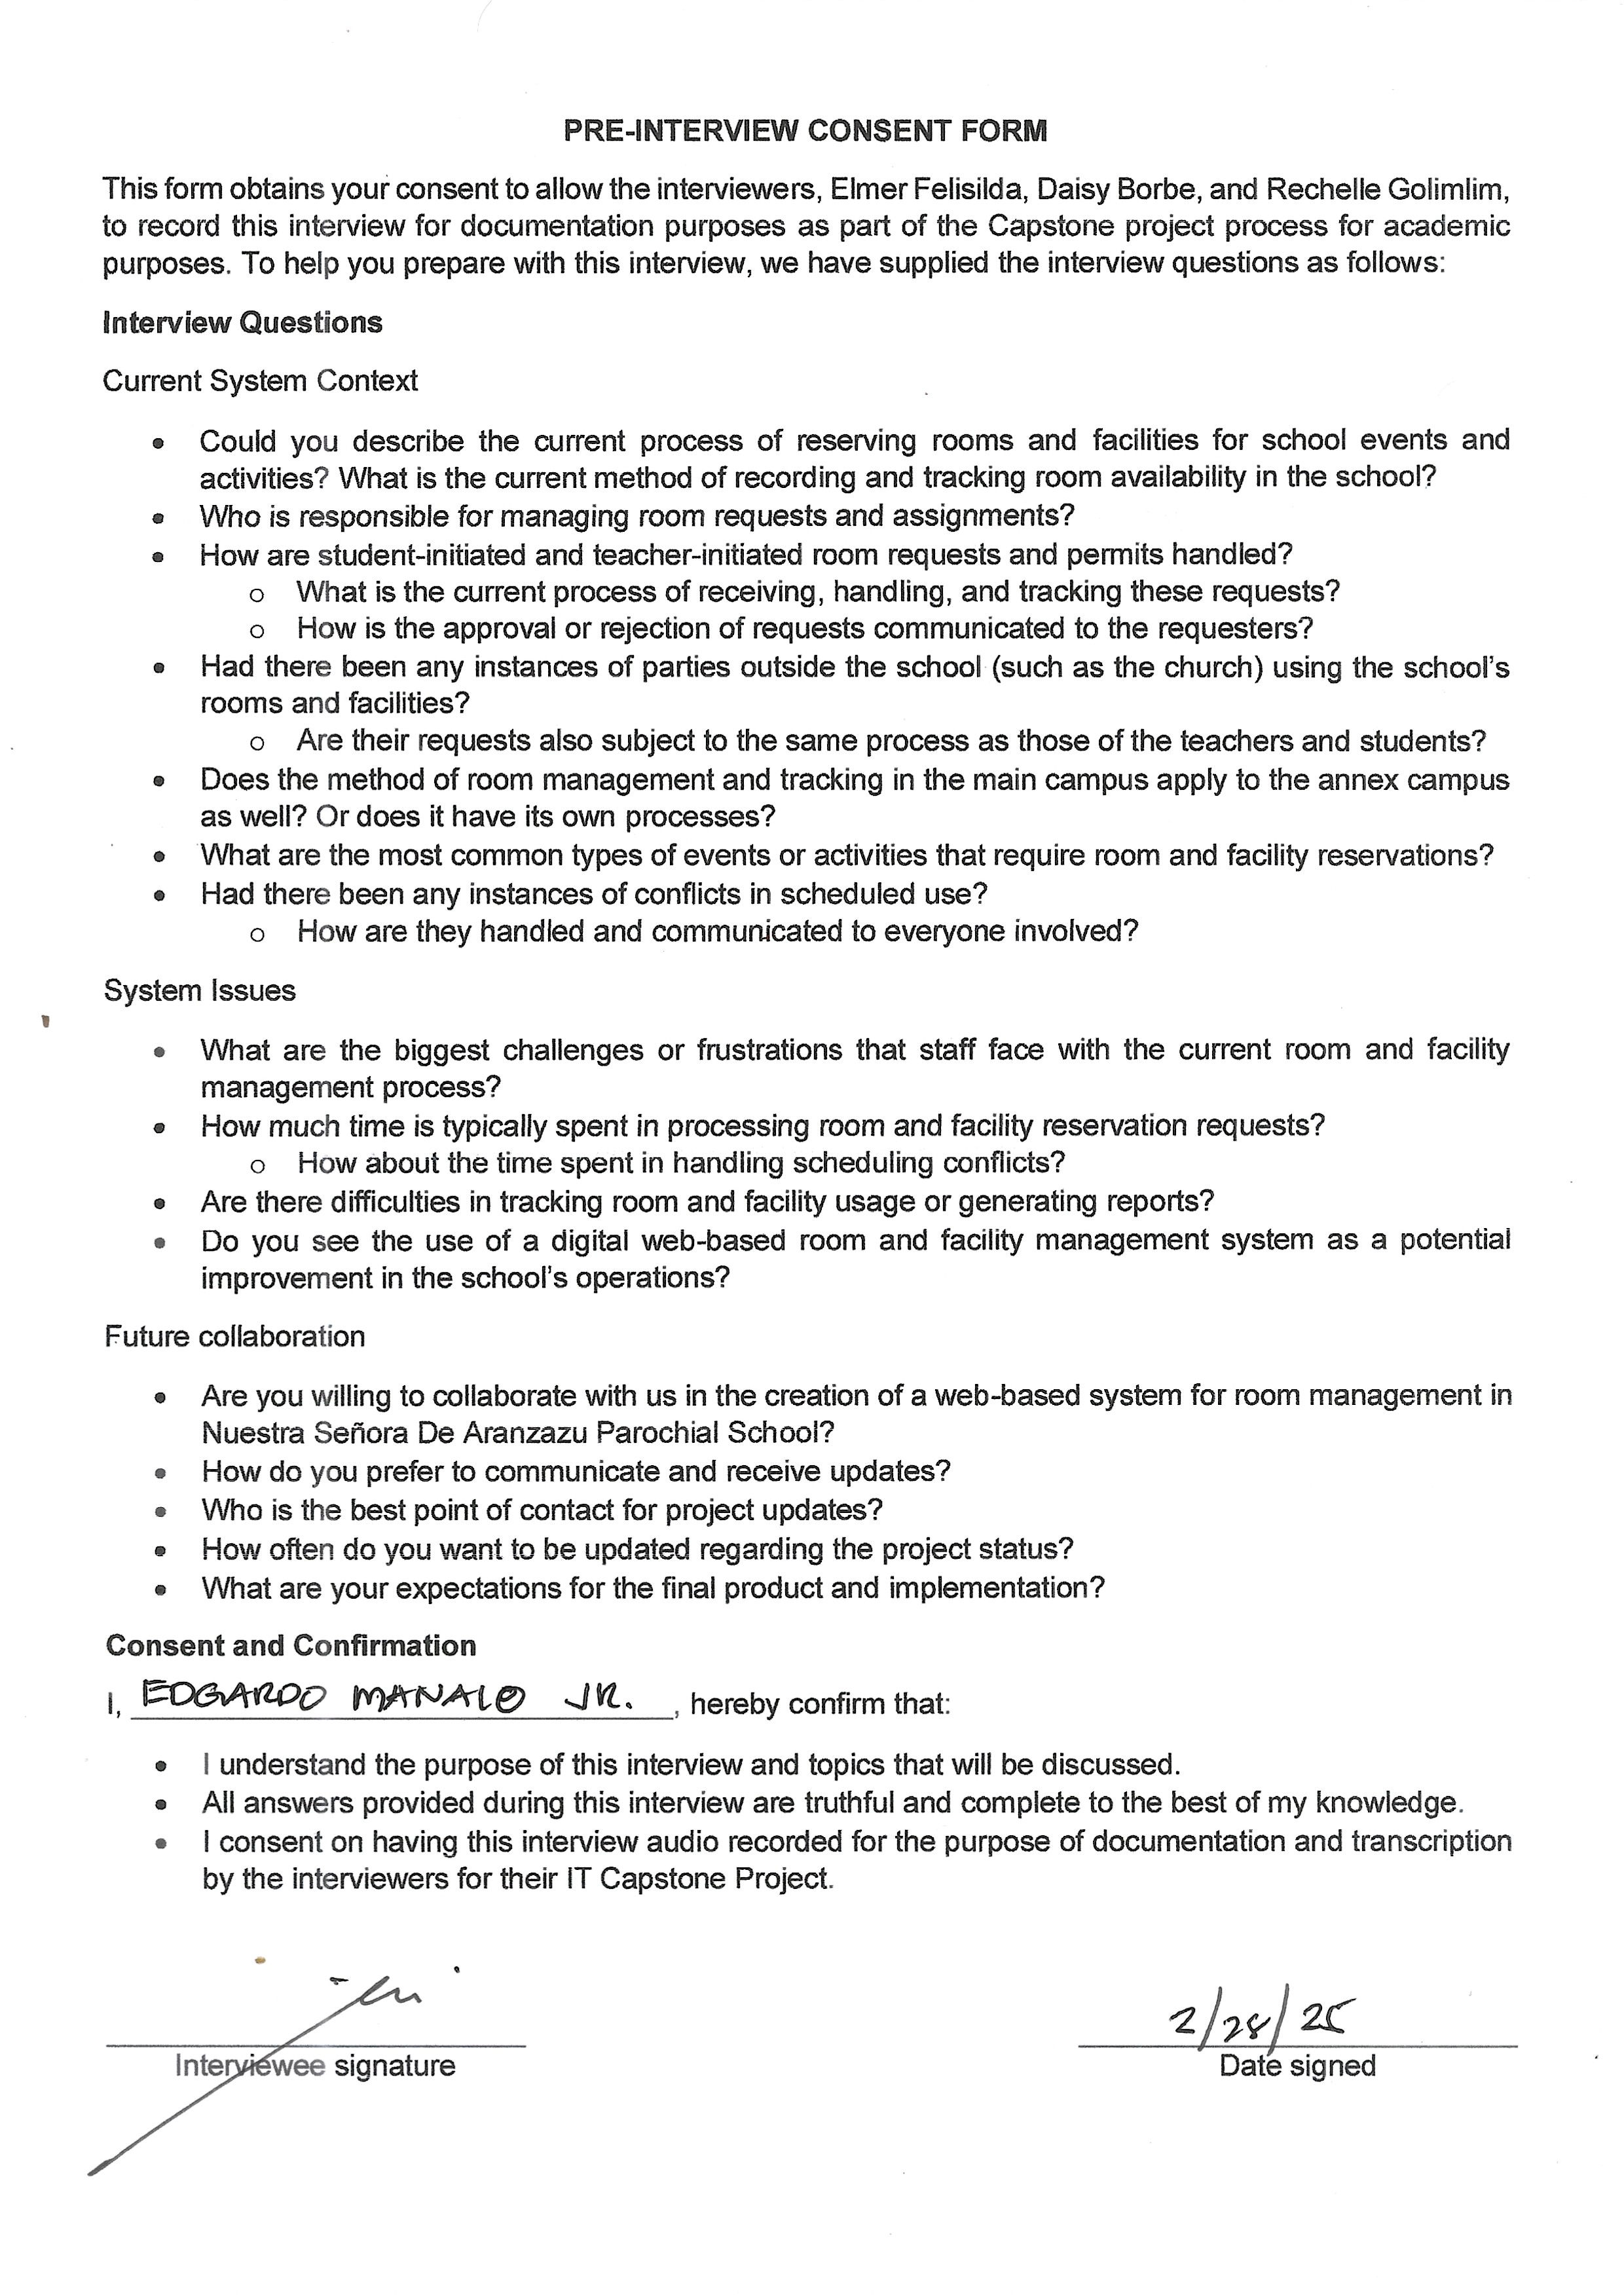 PRE-INTERVIEW CONSENT FORM
This form obtains your consent to allow the interviewers, Elmer Felisilda, Daisy Borbe, and Rechelle Golimlim,
to record this interview for documentation purposes as part of the Capstone project process for academic
purposes. To help you prepare with this interview, we have supplied the interview questions as follows:
Interview Questions
Current System Context
• Could you describe the current process of reserving rooms and facilities for school events and
activities? What is the current method of recording and tracking room availability in the school?
• Who is responsible for managing room requests and assignments?
• How are student-initiated and teacher-initiated room requests and permits handled?
o What is the current process of receiving, handling, and tracking these requests?
o How is the approval or rejection of requests communicated to the requesters?
• Had there been any instances of parties outside the school (such as the church) using the school's
rooms and facilities?
o Are their requests also subject to the same process as those of the teachers and students?
• Does the method of room management and tracking in the main campus apply to the annex campus
as well? Or does it have its own processes?
• What are the most common types of events or activities that require room and facility reservations?
• Had there been any instances of conflicts in scheduled use?
o How are they handled and communicated to everyone involved?
System Issues
• What are the biggest challenges or frustrations that staff face with the current room and facility
management process?
• How much time is typically spent in processing room and facility reservation requests?
o How about the time spent in handling scheduling conflicts?
• Are there difficulties in tracking room and facility usage or generating reports?
• Do you see the use of a digital web-based room and facility management system as a potential
improvement in the school's operations?
Future collaboration
• Are you willing to collaborate with us in the creation of a web-based system for room management in
Nuestra Señora De Aranzazu Parochial School?
• How do you prefer to communicate and receive updates?
• Who is the best point of contact for project updates?
• How often do you want to be updated regarding the project status?
• What are your expectations for the final product and implementation?
Consent and Confirmation
I, EDGARDO MANALO JR. , hereby confirm that:
• I understand the purpose of this interview and topics that will be discussed.
• All answers provided during this interview are truthful and complete to the best of my knowledge.
• I consent on having this interview audio recorded for the purpose of documentation and transcription
by the interviewers for their IT Capstone Project.
2/28/25
Interviewee signature
Date signed